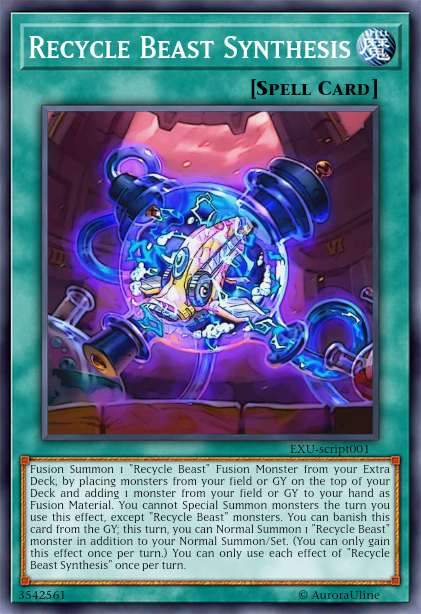 RECYCLE BEAST SYNTHESIS
魔
[SPELL CARD]
EXU-script001
Fusion Summon 1 "Recycle Beast" Fusion Monster from your Extra
Deck, by placing monsters from your field or GY on the top of your
Deck and adding 1 monster from your field or GY to your hand as
Fusion Material. You cannot Special Summon monsters the turn you
use this effect, except "Recycle Beast" monsters. You can banish this
card from the GY; this turn, you can Normal Summon 1 "Recycle Beast"
monster in addition to your Normal Summon/Set. (You can only gain
this effect once per turn.) You can only use each effect of "Recycle
Beast Synthesis" once per turn.
3542561
© AuroraUline